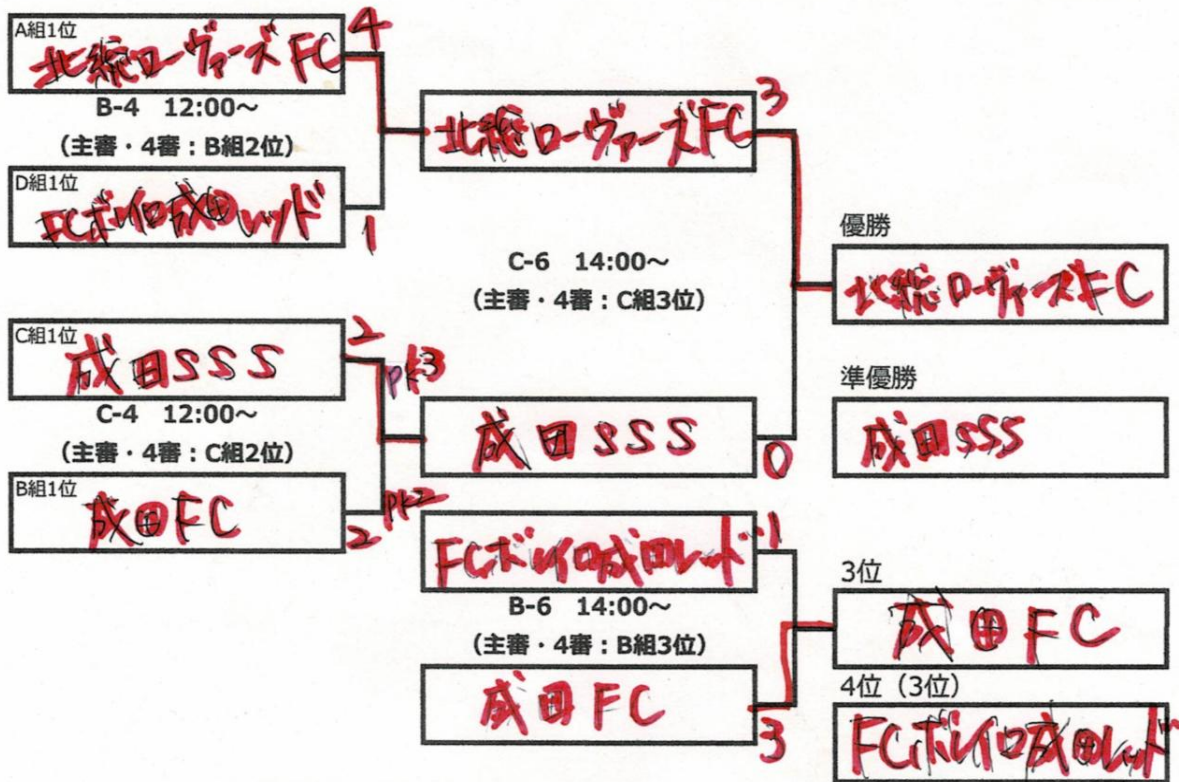 A組1位
北総ローヴァーズFC 4
B-4 12:00～
(主審・4審：B組2位)
D組1位
FCボレイロ成田レッド 1
北総ローヴァーズFC 3
C-6 14:00～
(主審・4審：C組3位)
C組1位
成田SSS 2
PK3
C-4 12:00～
(主審・4審：C組2位)
B組1位
成田FC 2
PK2
成田SSS 0
FCボレイロ成田レッド 1
B-6 14:00～
(主審・4審：B組3位)
成田FC 3
優勝
北総ローヴァーズFC
準優勝
成田SSS
3位
成田FC
4位（3位）
FCボレイロ成田レッド